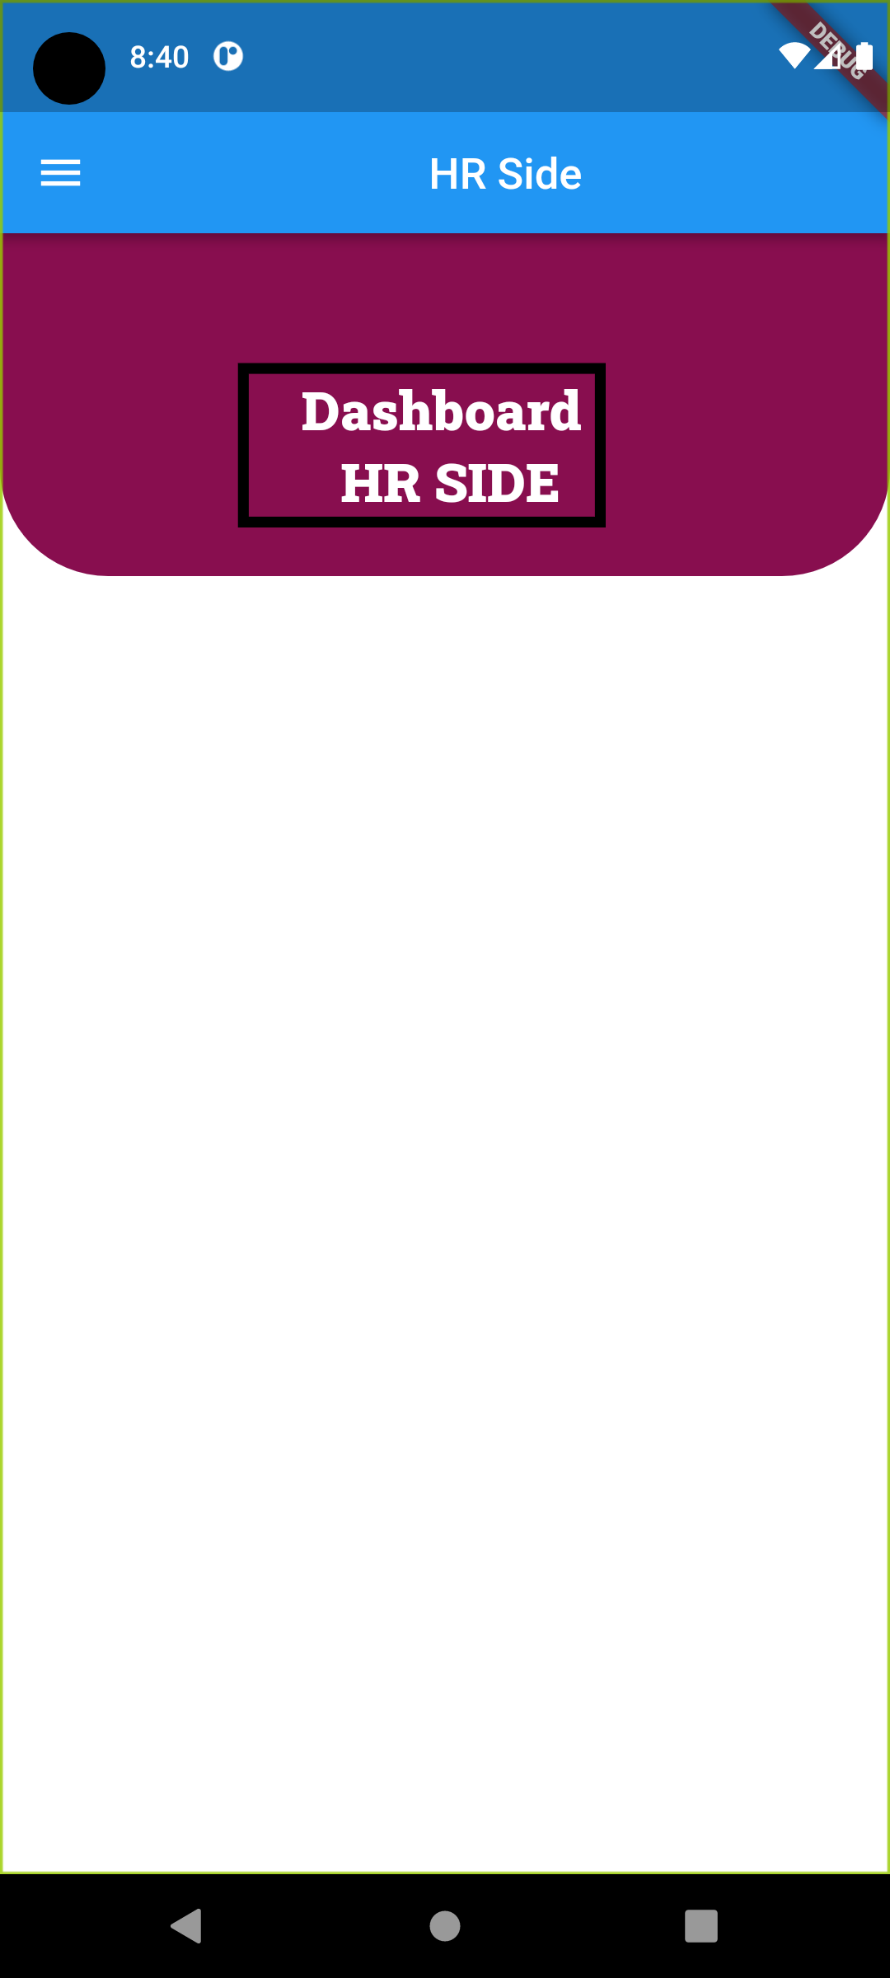 8:40
DEBUG
HR Side
Dashboard
HR SIDE